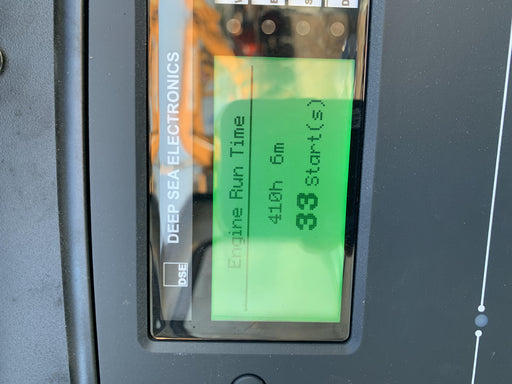 DSE
DEEP SEA ELECTRONICS
Engine Run Time
410h 6m
33 Start(s)